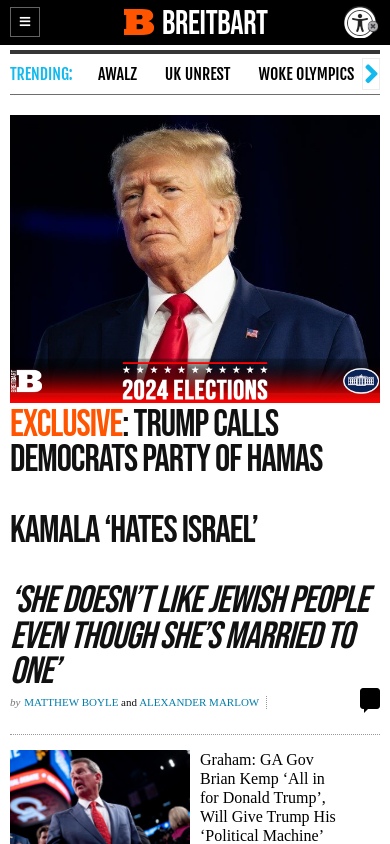 BREITBART
TRENDING: AWALZ UK UNREST WOKE OLYMPICS
BREITBART
2024 ELECTIONS
EXCLUSIVE: TRUMP CALLS
DEMOCRATS PARTY OF HAMAS
KAMALA ‘HATES ISRAEL’
‘SHE DOESN’T LIKE JEWISH PEOPLE
EVEN THOUGH SHE’S MARRIED TO
ONE’
by MATTHEW BOYLE and ALEXANDER MARLOW
Graham: GA Gov
Brian Kemp ‘All in
for Donald Trump’,
Will Give Trump His
‘Political Machine’